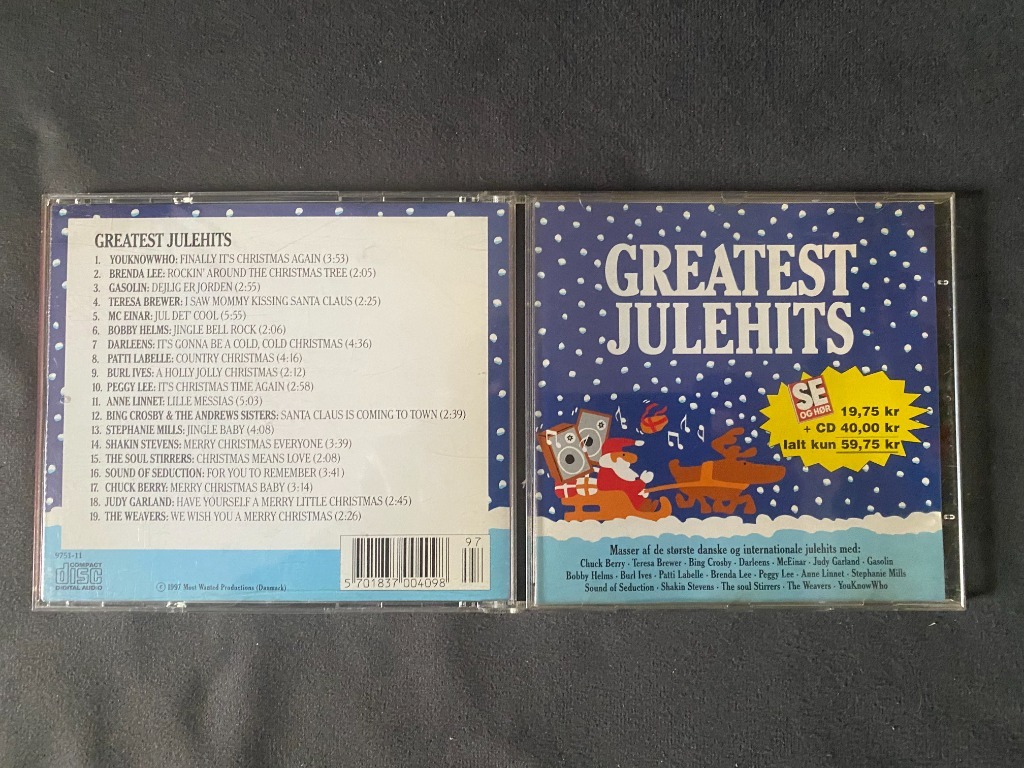 GREATEST JULEHITS
1. YOUKNOWWHO: FINALLY IT'S CHRISTMAS AGAIN (3:53)
2. BRENDA LEE: ROCKIN' AROUND THE CHRISTMAS TREE (2:05)
3. GASOLIN: DEJLIG ER JORDEN (2:55)
4. TERESA BREWER: I SAW MOMMY KISSING SANTA CLAUS (2:25)
5. MC EINAR: JUL DET' COOL (5:55)
6. BOBBY HELMS: JINGLE BELL ROCK (2:06)
7 DARLEENS: IT'S GONNA BE A COLD, COLD CHRISTMAS (4:36)
8. PATTI LABELLE: COUNTRY CHRISTMAS (4:16)
9. BURL IVES: A HOLLY JOLLY CHRISTMAS (2:12)
10. PEGGY LEE: IT'S CHRISTMAS TIME AGAIN (2:58)
11. ANNE LINNET: LILLE MESSIAS (5:03)
12. BING CROSBY & THE ANDREWS SISTERS: SANTA CLAUS IS COMING TO TOWN (2:39)
13. STEPHANIE MILLS: JINGLE BABY (4:08)
14. SHAKIN STEVENS: MERRY CHRISTMAS EVERYONE (3:39)
15. THE SOUL STIRRERS: CHRISTMAS MEANS LOVE (2:08)
16. SOUND OF SEDUCTION: FOR YOU TO REMEMBER (3:41)
17. CHUCK BERRY: MERRY CHRISTMAS BABY (3:14)
18. JUDY GARLAND: HAVE YOURSELF A MERRY LITTLE CHRISTMAS (2:45)
19. THE WEAVERS: WE WISH YOU A MERRY CHRISTMAS (2:26)
9751-11
COMPACT
disc
DIGITAL AUDIO
© 1997 Most Wanted Productions (Danmark)
97
5 701837 004098
GREATEST
JULEHITS
SE
OG HØR
19,75 kr
+ CD 40,00 kr
Ialt kun 59,75 kr
Masser af de største danske og internationale julehits med:
Chuck Berry · Teresa Brewer · Bing Crosby · Darleens · McEinar · Judy Garland · Gasolin
Bobby Helms · Burl Ives · Patti Labelle · Brenda Lee · Peggy Lee · Anne Linnet · Stephanie Mills
Sound of Seduction · Shakin Stevens · The soul Stirrers · The Weavers · YouKnowWho